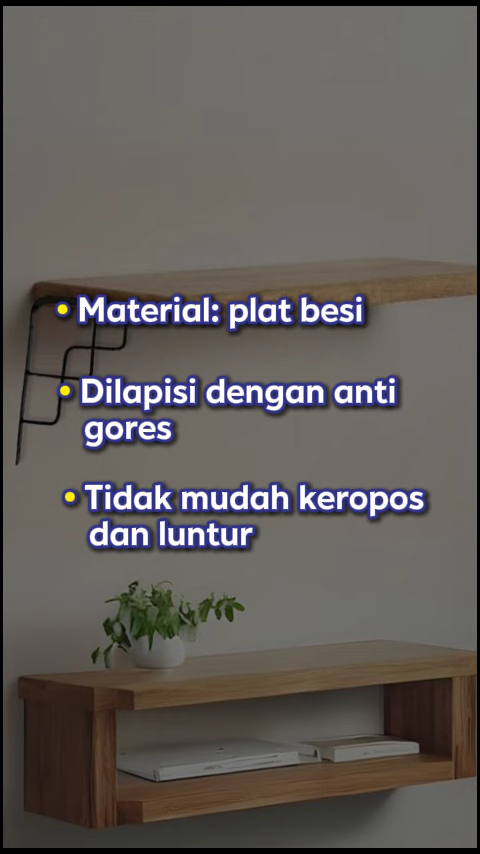 • Material: plat besi
• Dilapisi dengan anti
gores
• Tidak mudah keropos
dan luntur